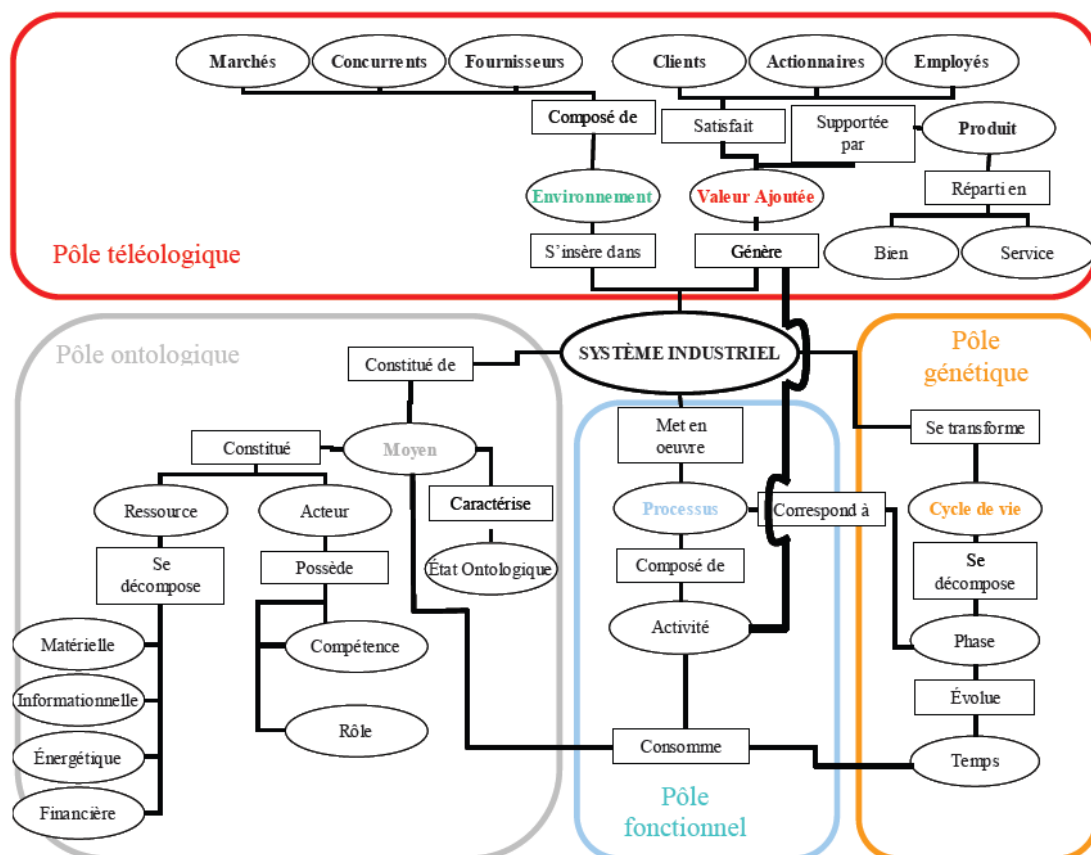 Marchés
Concurrents
Fournisseurs
Clients
Actionnaires
Employés
Composé de
Satisfait
Supportée
par
Produit
Environnement
Valeur Ajoutée
Réparti en
Pôle téléologique
S’insère dans
Génère
Bien
Service
Pôle ontologique
Constitué de
SYSTÈME INDUSTRIEL
Pôle
génétique
Met en
oeuvre
Se transforme
Constitué
Moyen
Ressource
Acteur
Caractérise
Processus
Correspond à
Cycle de vie
Se
décompose
Possède
État Ontologique
Composé de
Se
décompose
Matérielle
Compétence
Activité
Phase
Informationnelle
Évolue
Rôle
Énergétique
Consomme
Temps
Financière
Pôle
fonctionnel